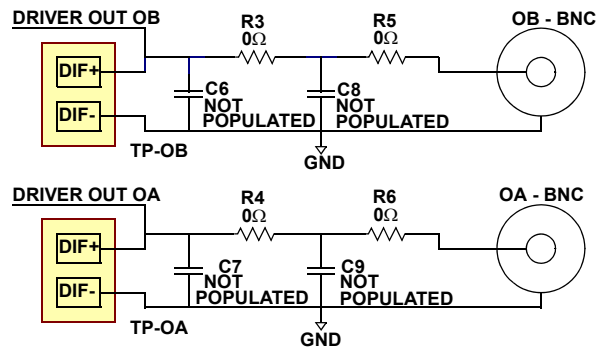 DRIVER OUT OB
R3
0Ω
R5
0Ω
OB - BNC
DIF+
DIF-
C6
NOT
POPULATED
C8
NOT
POPULATED
TP-OB
GND
DRIVER OUT OA
R4
0Ω
R6
0Ω
OA - BNC
DIF+
DIF-
C7
NOT
POPULATED
C9
NOT
POPULATED
TP-OA
GND